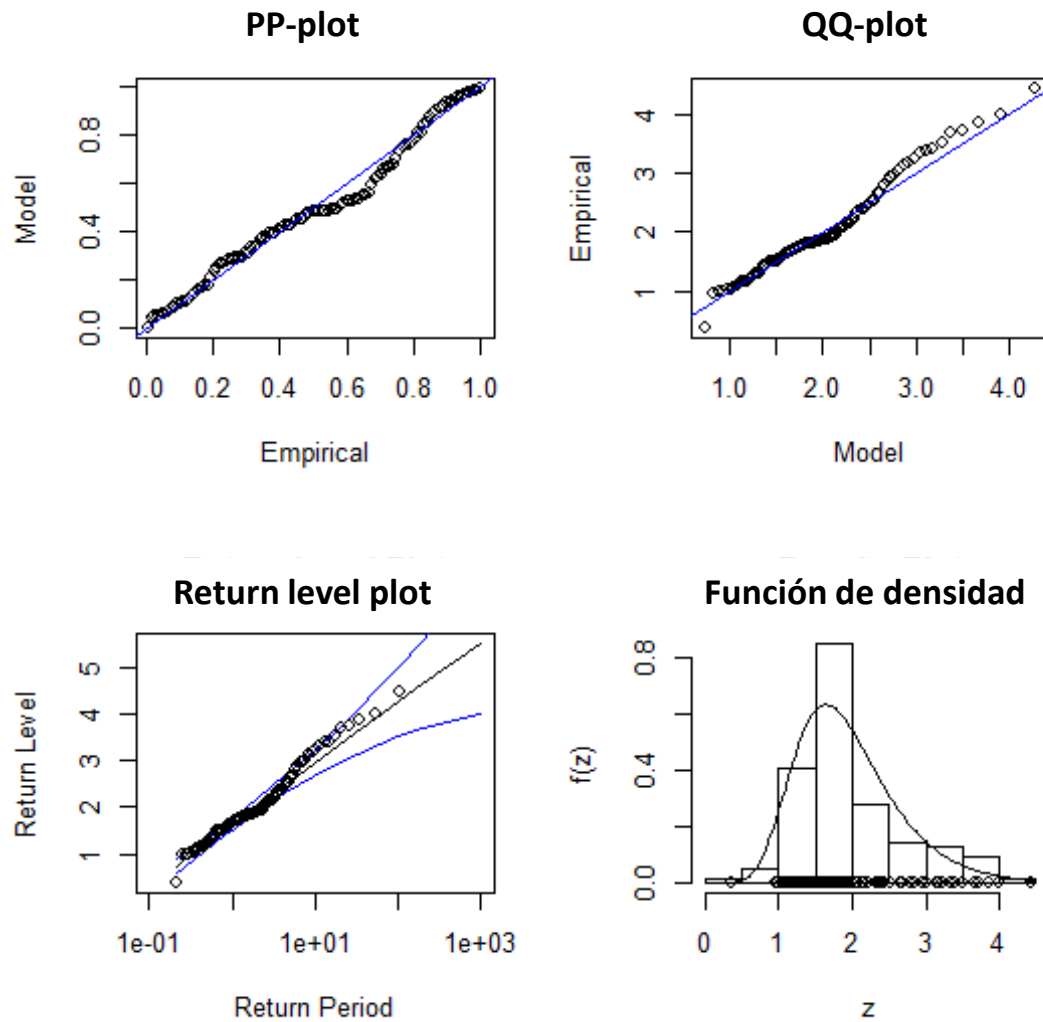 PP-plot
Model
0.0
0.4
0.8
0.0 0.2 0.4 0.6 0.8 1.0
Empirical
QQ-plot
Empirical
1
2
3
4
1.0 2.0 3.0 4.0
Model
Return level plot
Return Level
1
2
3
4
5
1e-01 1e+01 1e+03
Return Period
Función de densidad
f(z)
0.0
0.4
0.8
0 1 2 3 4
z